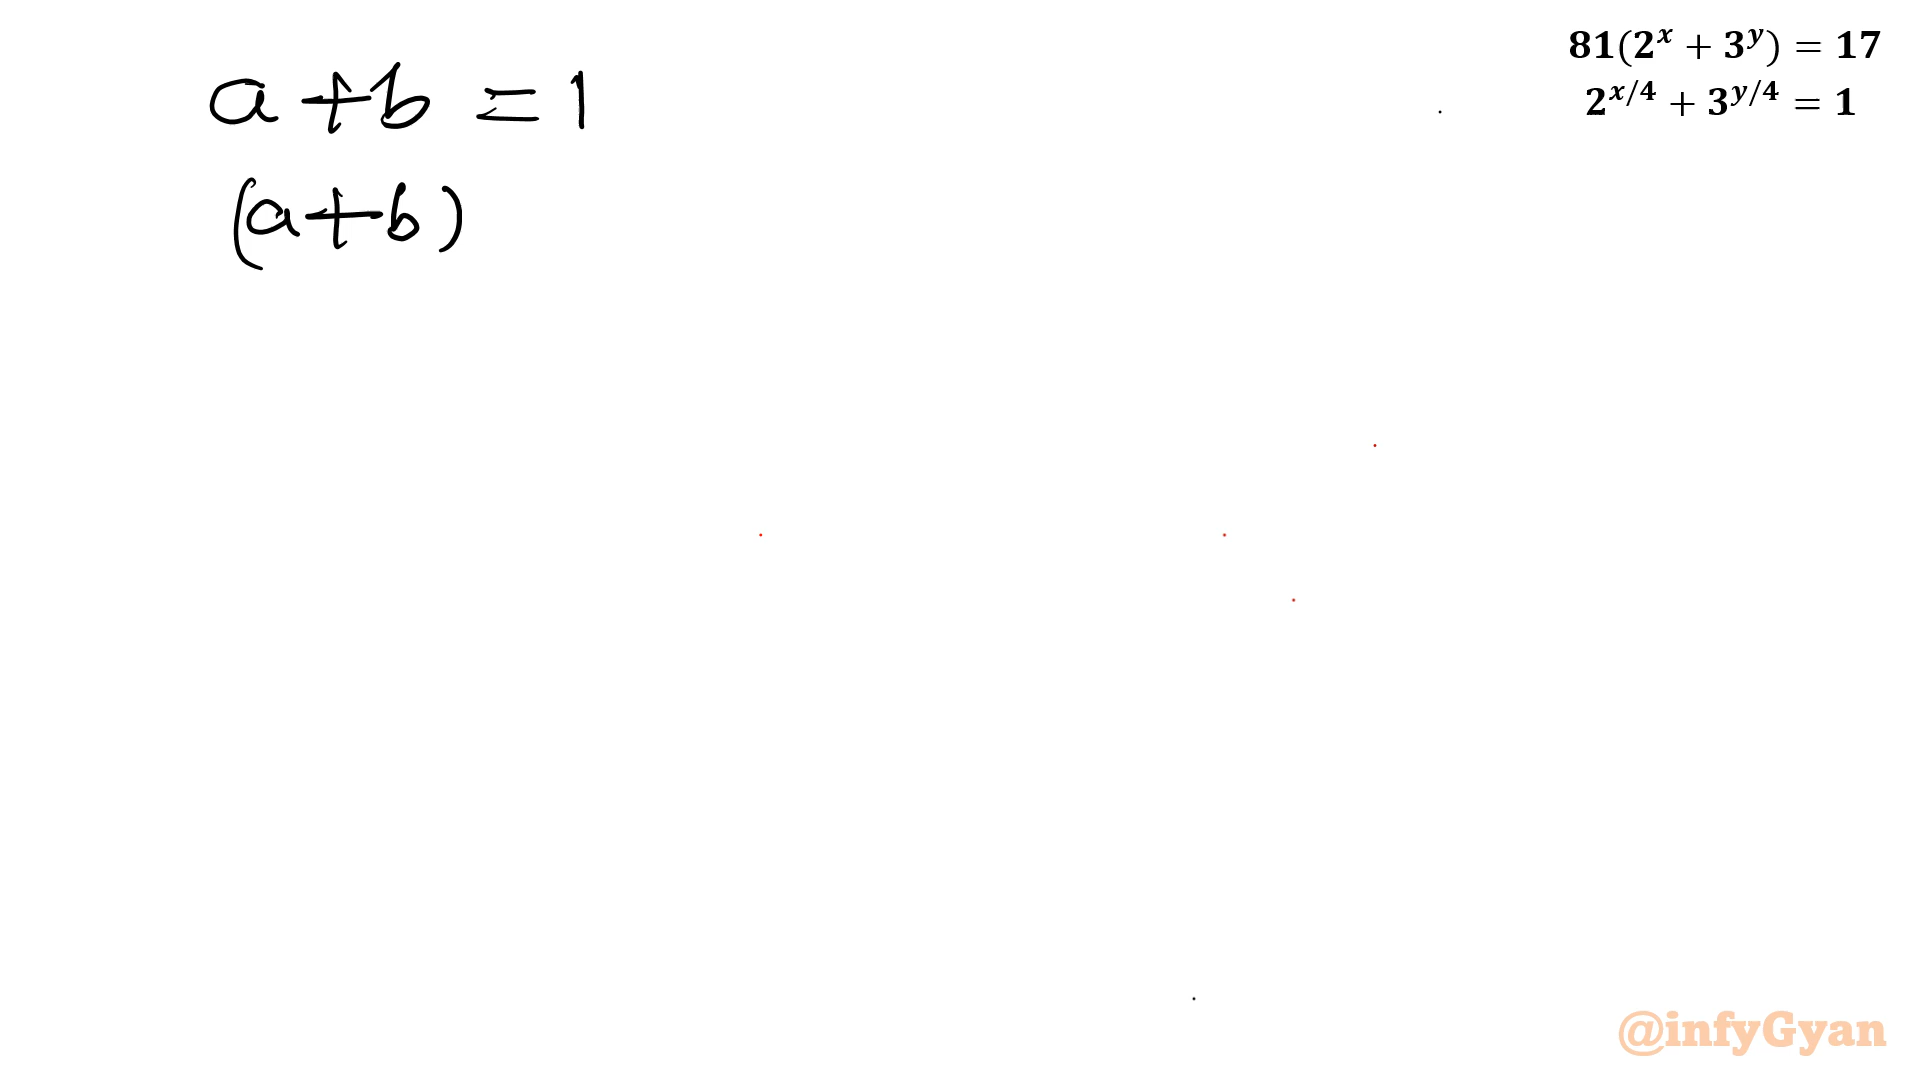 81(2^x + 3^y) = 17
2^{x/4} + 3^{y/4} = 1
a + b = 1
(a + b)
@infyGyan